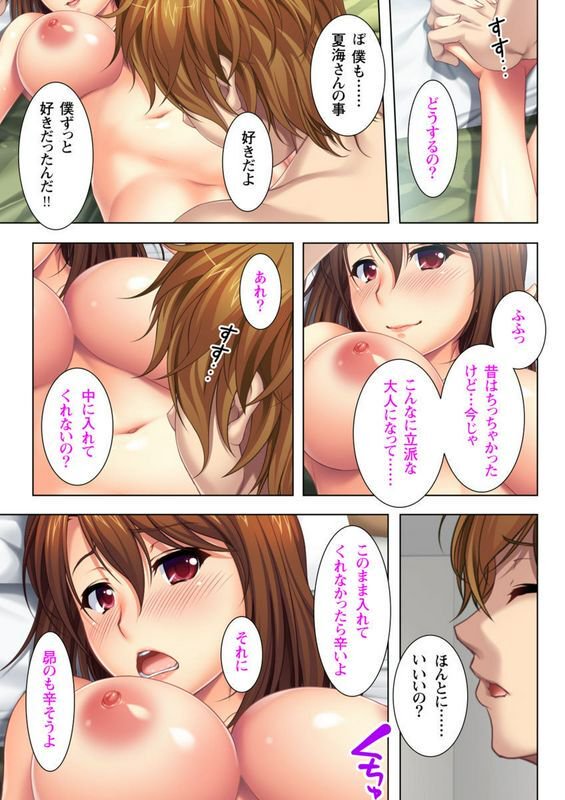 どうするの？
すす…
ぼ 僕も……
夏海さんの事
好きだよ
僕ずっと
好きだったんだ!!
ふふっ
昔はちっちゃかった
けど…今じゃ
こんなに立派な
大人になって……
あれ？
すす…
中に入れて
くれないの？
ほんとに……
いいいの？
このまま入れて
くれなかったら辛いよ
それに
昴のも辛そうよ
くちゅ